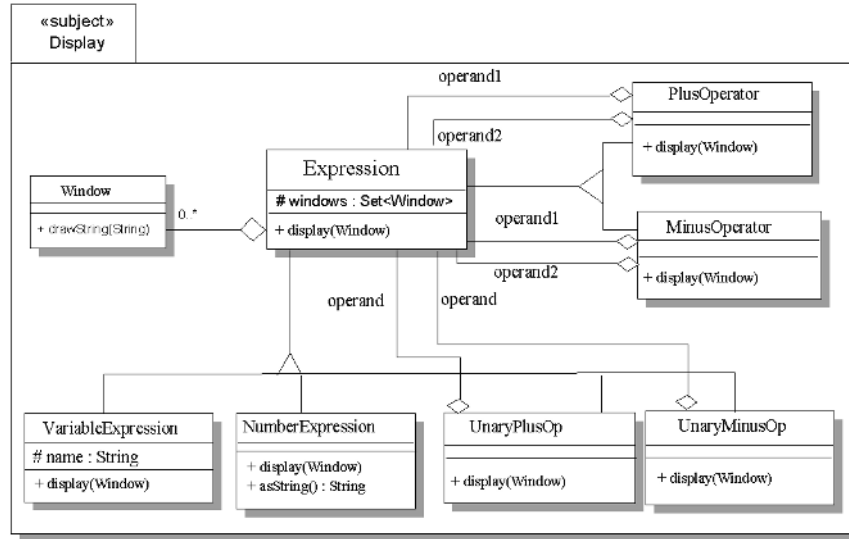 «subject»
Display
operand1
PlusOperator
operand2
+ display(Window)
Expression
# windows : Set<Window>
+ display(Window)
Window
+ drawString(String)
0..*
operand1
MinusOperator
operand2
+ display(Window)
operand
operand
VariableExpression
# name : String
+ display(Window)
NumberExpression
+ display(Window)
+ asString() : String
UnaryPlusOp
+ display(Window)
UnaryMinusOp
+ display(Window)